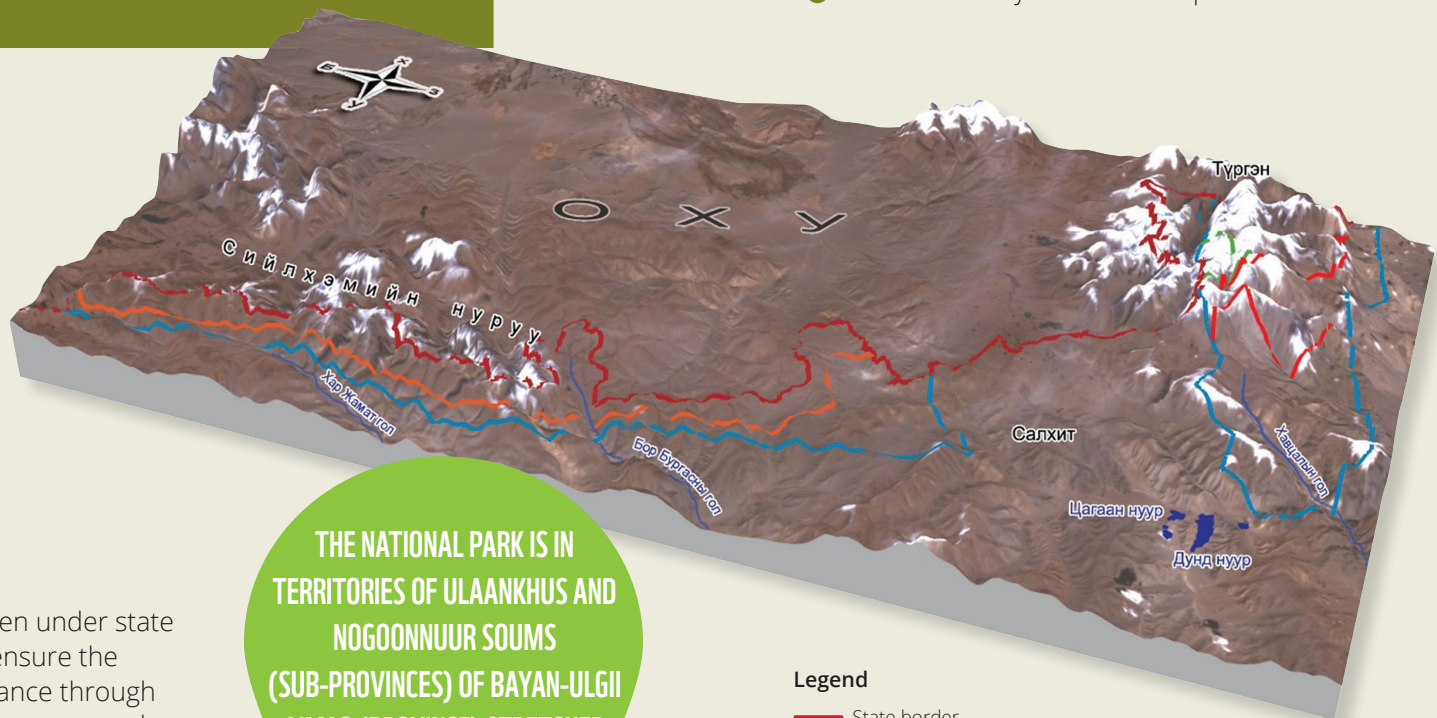 Б
Х
У
З
Түргэн
О Х У
Сийлхэмийн нуруу
Хар Жамат гол
Бор Бургасны гол
Салхит
Хавцалын гол
Цагаан нуур
Дунд нуур
en under state
ensure the
ance through
THE NATIONAL PARK IS IN
TERRITORIES OF ULAANKHUS AND
NOGOONNUUR SOUMS
(SUB-PROVINCES) OF BAYAN-ULGII
Legend
State border